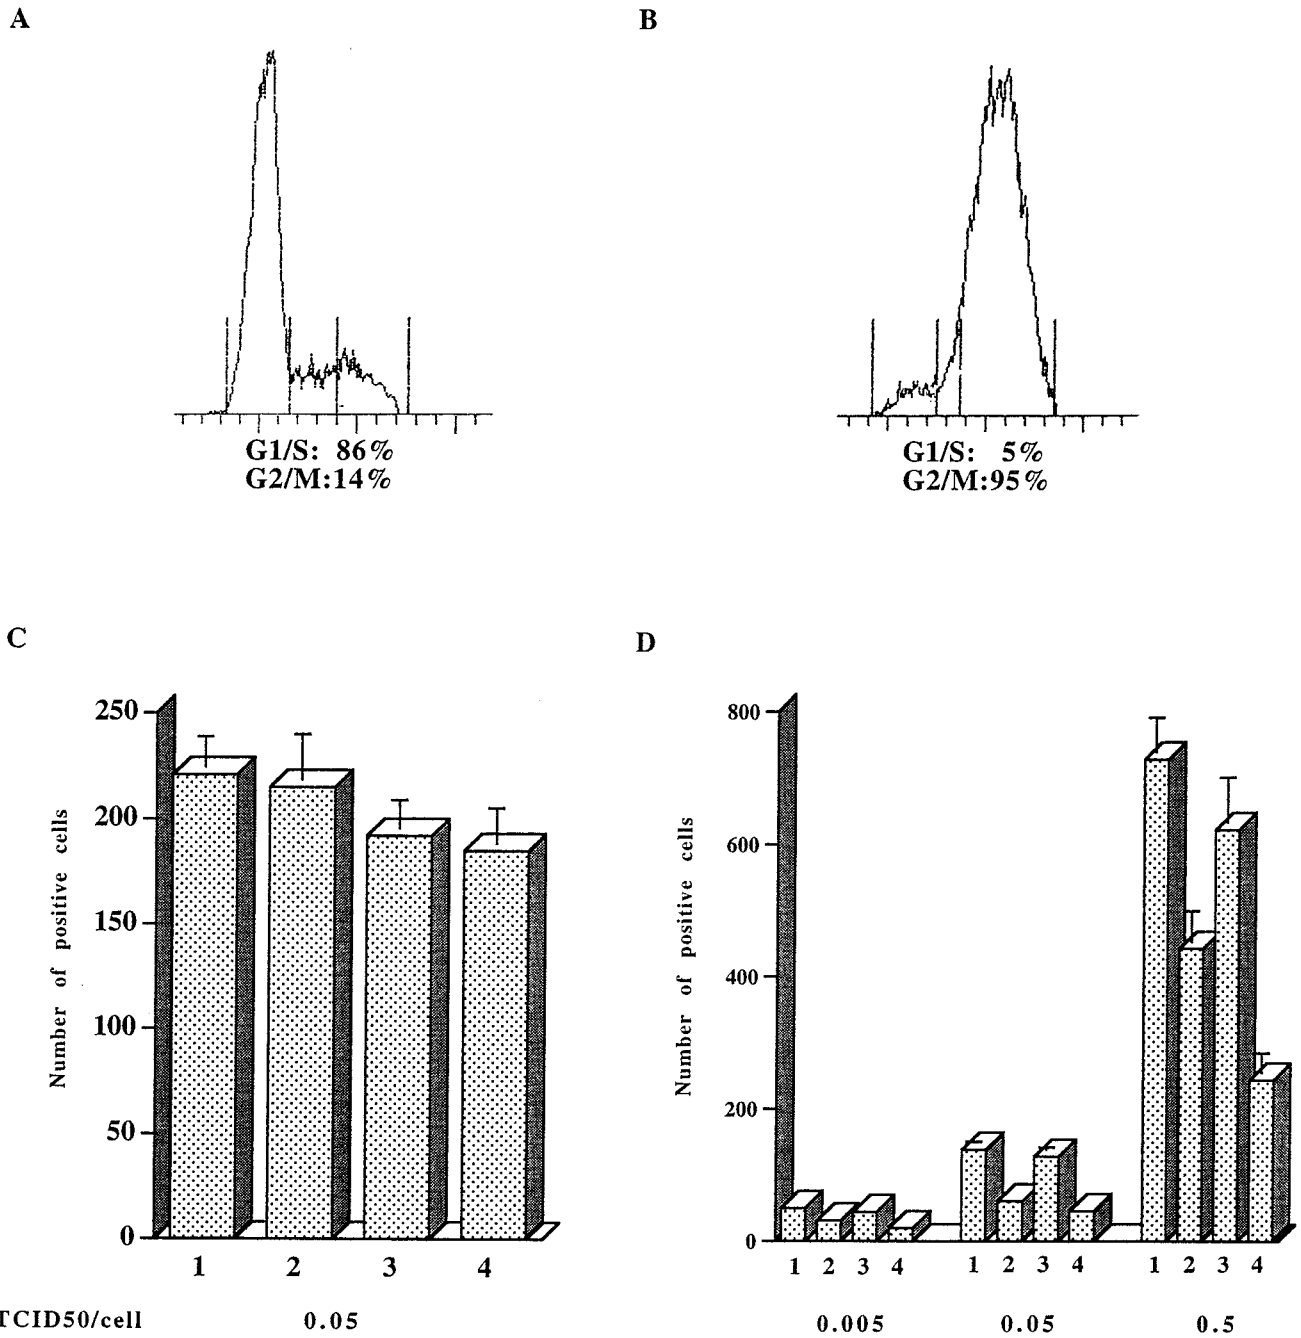 A
B
G1/S: 86%
G2/M:14%
G1/S: 5%
G2/M:95%
C
D
Number of positive cells
250
200
150
100
50
0
1 2 3 4
TCID50/cell 0.05
Number of positive cells
800
600
400
200
0
1 2 3 4 1 2 3 4 1 2 3 4
0.005 0.05 0.5